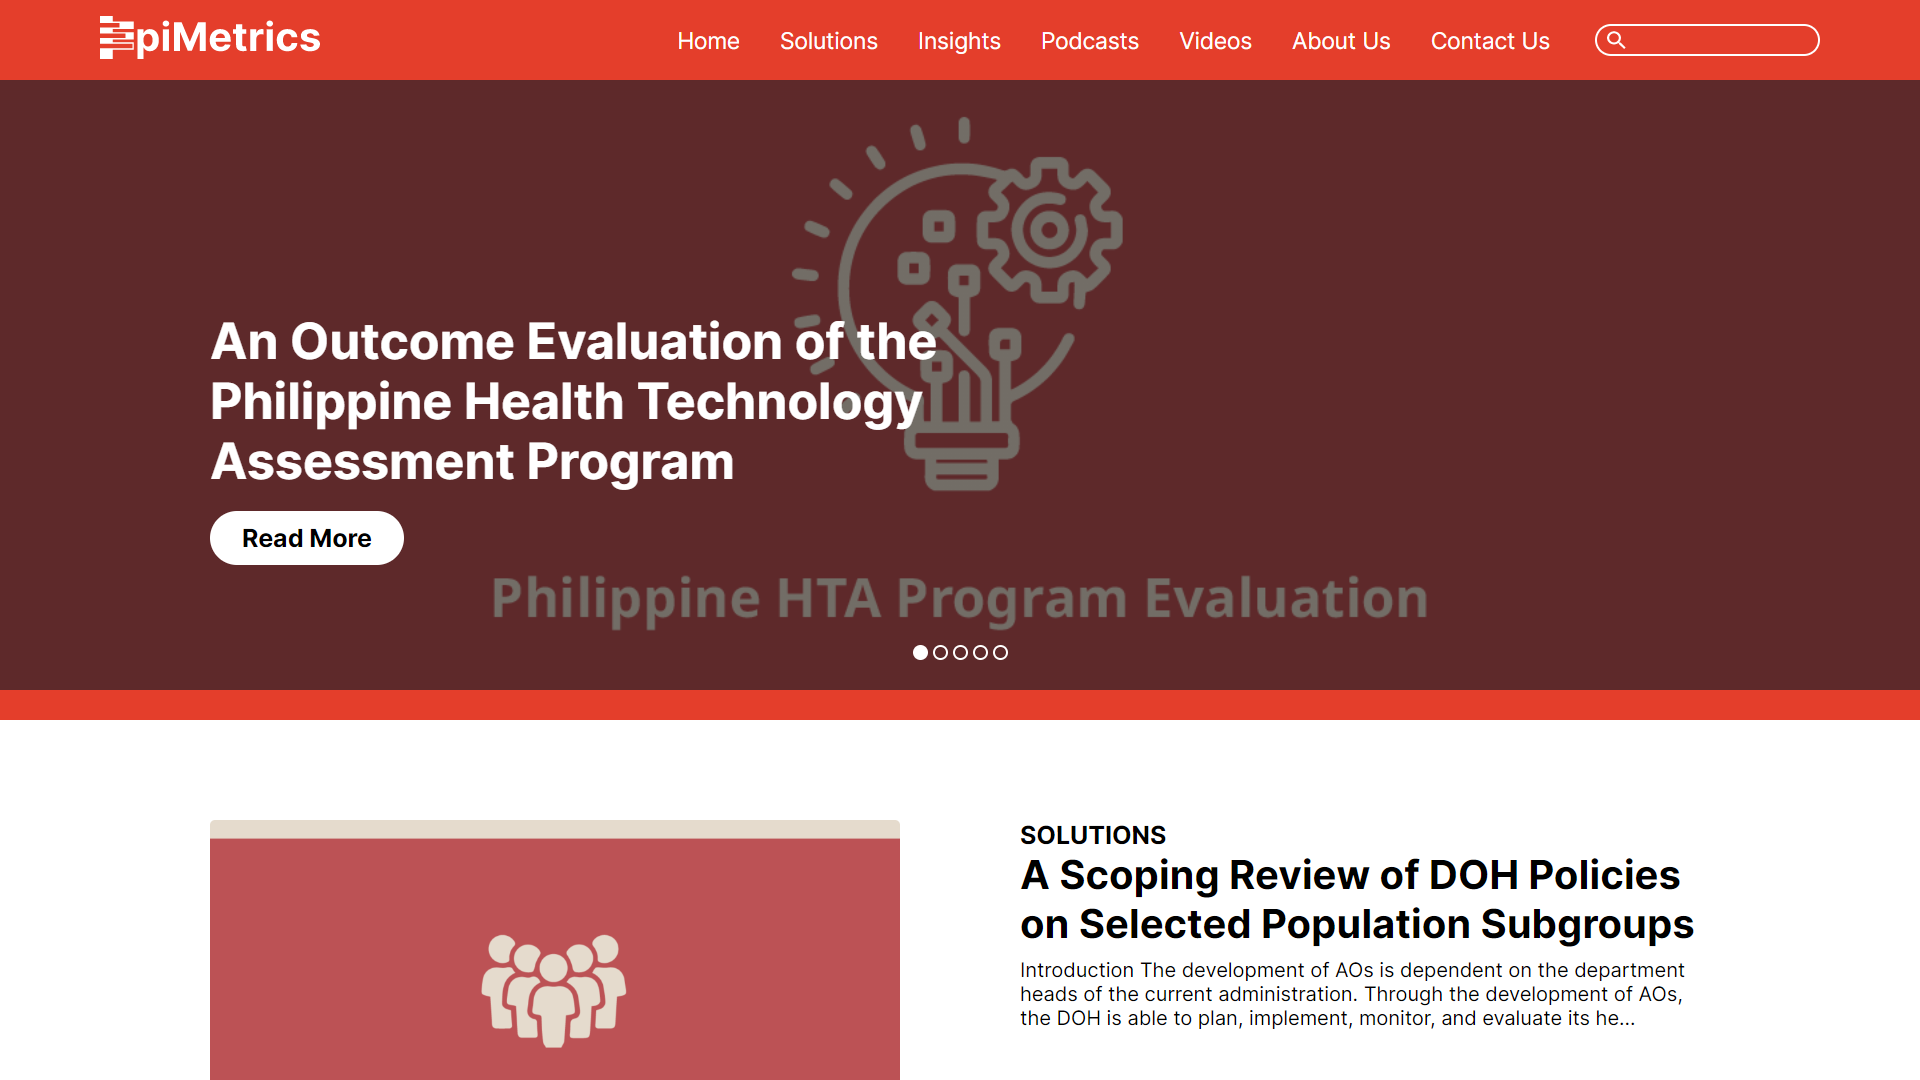 EpiMetrics
Home
Solutions
Insights
Podcasts
Videos
About Us
Contact Us
An Outcome Evaluation of the
Philippine Health Technology
Assessment Program
Read More
Philippine HTA Program Evaluation
SOLUTIONS
A Scoping Review of DOH Policies
on Selected Population Subgroups
Introduction The development of AOs is dependent on the department
heads of the current administration. Through the development of AOs,
the DOH is able to plan, implement, monitor, and evaluate its he...